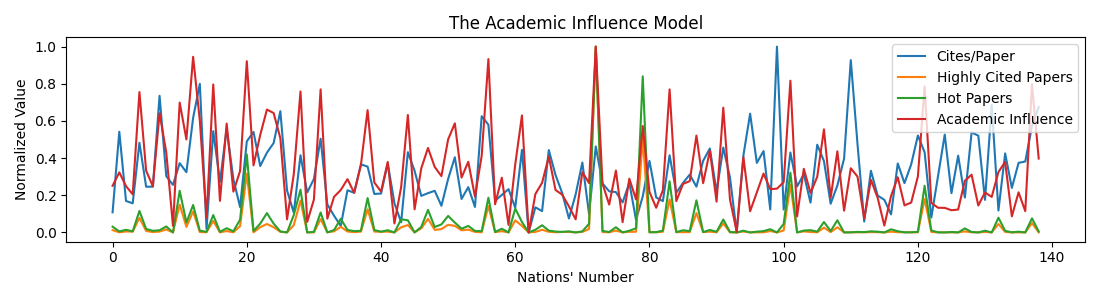 The Academic Influence Model
Normalized Value
1.0
0.8
0.6
0.4
0.2
0.0
Cites/Paper
Highly Cited Papers
Hot Papers
Academic Influence
0 20 40 60 80 100 120 140
Nations' Number